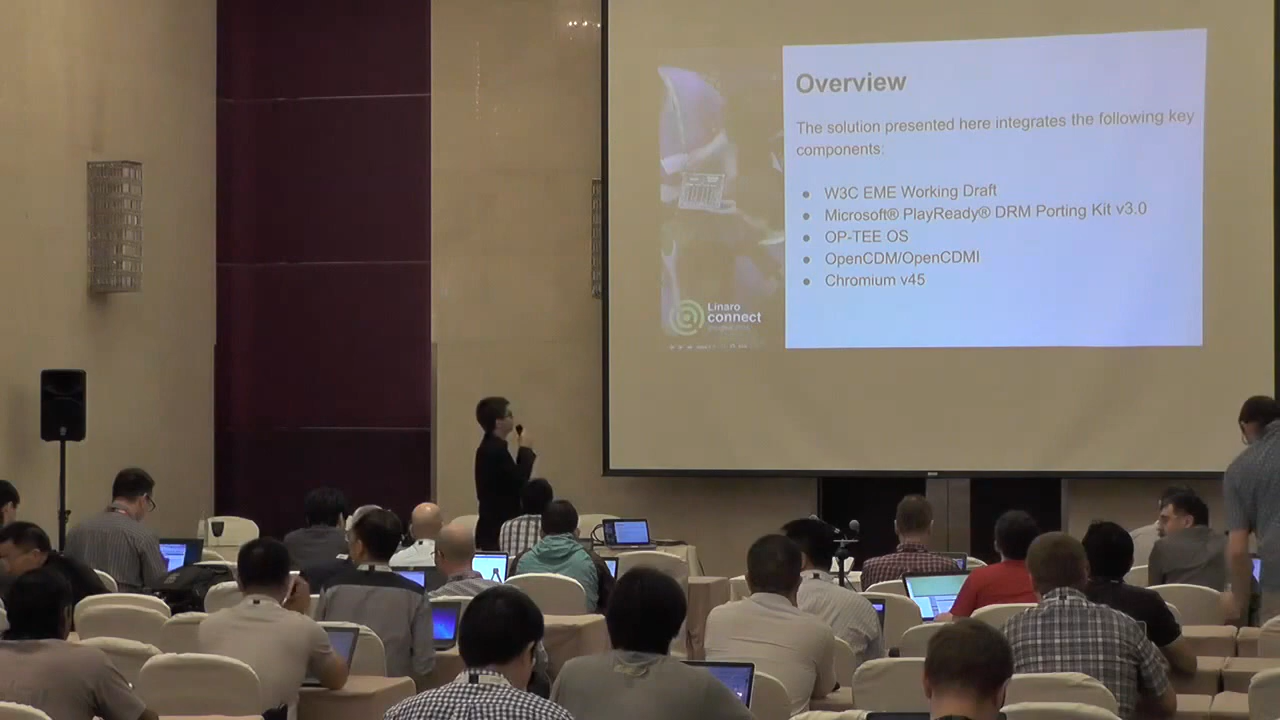 Overview
The solution presented here integrates the following key
components:
● W3C EME Working Draft
● Microsoft® PlayReady® DRM Porting Kit v3.0
● OP-TEE OS
● OpenCDM/OpenCDMI
● Chromium v45
Linaro
connect